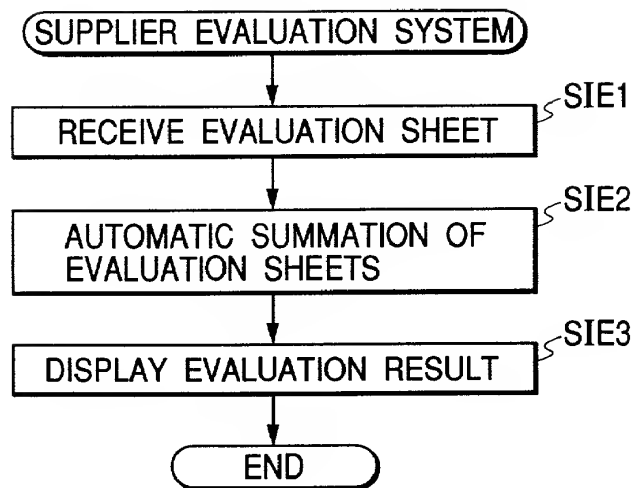 SUPPLIER EVALUATION SYSTEM
SIE1
RECEIVE EVALUATION SHEET
SIE2
AUTOMATIC SUMMATION OF
EVALUATION SHEETS
SIE3
DISPLAY EVALUATION RESULT
END